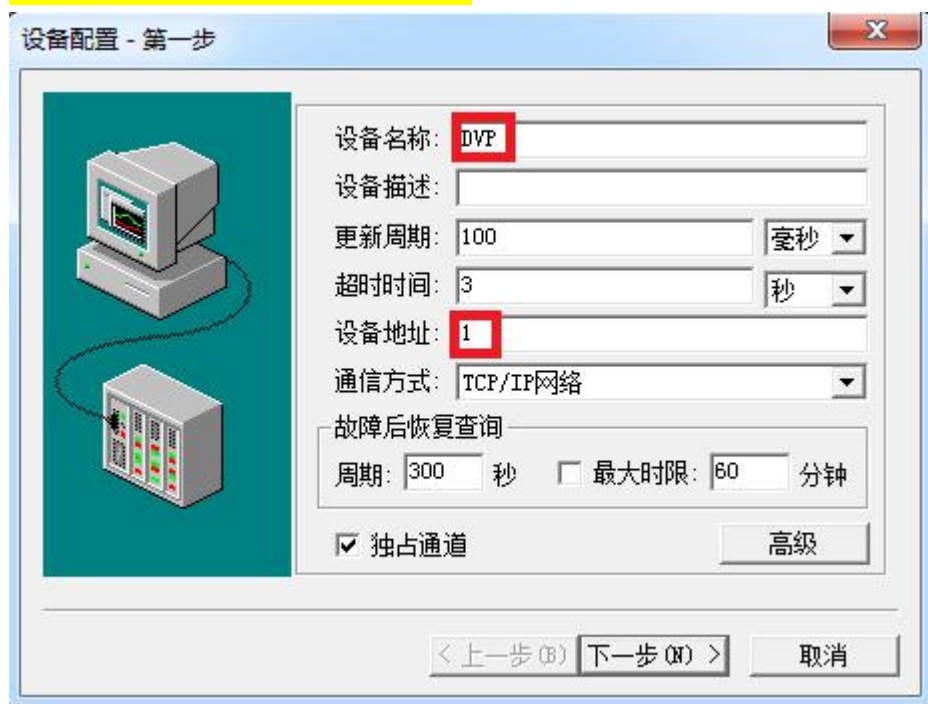 设备配置 - 第一步
设备名称: DVP
设备描述:
更新周期: 100 毫秒
超时时间: 3 秒
设备地址: 1
通信方式: TCP/IP网络
故障后恢复查询
周期: 300 秒 最大时限: 60 分钟
独占通道 高级
< 上一步(B) 下一步(N) > 取消